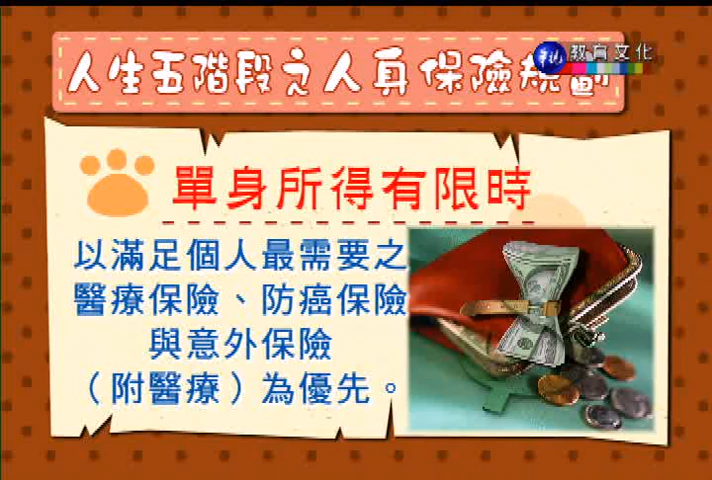 人生五階段之人身保險規劃
教育文化
單身所得有限時
以滿足個人最需要之
醫療保險、防癌保險
與意外保險
（附醫療）為優先。